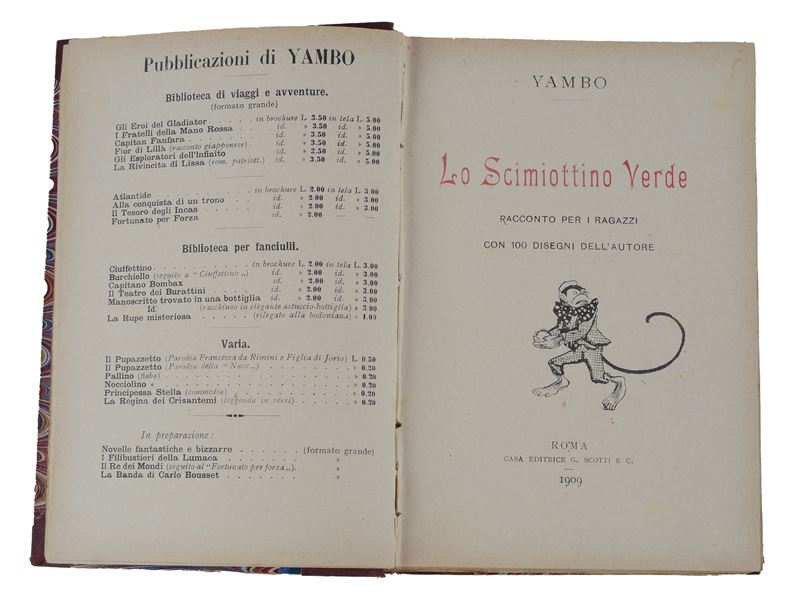 Pubblicazioni di YAMBO
Biblioteca di viaggi e avventure.
(formato grande)
Gli Eroi del Gladiator . . . . . in brochure L. 3.50 in tela L. 5.00
I Fratelli della Mano Rossa . . id. » 3.50 id. » 5.00
Capitan Fanfara . . . . . . id. » 3.50 id. » 5.00
Fior di Lillà (racconto giapponese) . id. » 3.50 id. » 5.00
Gli Esploratori dell'Infinito . . id. » 2.50 id. » 5.00
La Rivincita di Lissa (rom. patriott.) id. » 3.50 id. » 5.00
Atlantide . . . . . . . in brochure L. 2.00 in tela L. 3.00
Alla conquista di un trono . . id. » 2.00 id. » 3.00
Il Tesoro degli Incas . . . . id. » 2.00 id. » 3.00
Fortunato per Forza . . . . id. » 2.00 — —
Biblioteca per fanciulli.
Ciuffettino . . . . . . . in brochure L. 2.00 in tela L. 3.00
Burchiello (seguito a "Ciuffettino„) id. » 2.00 id. » 3.00
Capitano Bombax . . . . . id. » 2.00 id. » 3.00
Il Teatro dei Burattini . . . id. » 2.00 id. » 3.00
Manoscritto trovato in una bottiglia id. » 2.00 id. » 3.00
Id. (racchiuso in elegante astuccio-bottiglia) » 3.00
La Rupe misteriosa . . . . . (rilegato alla bodoniana) » 1.00
Varia.
Il Pupazzetto (Parodia Francesca da Rimini e Figlia di Jorio) L. 0.50
Il Pupazzetto (Parodia della "Nave„) . . . . . . » 0.20
Pallino (fiaba) . . . . . . . . . . » 0.20
Nocciolino « . . . . . . . . . . » 0.20
Principessa Stella (commedia) . . . . . . . » 0.20
La Regina dei Crisantemi (leggenda in versi) . . . . » 0.20
In preparazione:
Novelle fantastiche e bizzarre . . . . . . (formato grande)
I Filibustieri della Lumaca . . . . . . . »
Il Re dei Mondi (seguito al "Fortunato per forza„). . . »
La Banda di Carlo Bousset . . . . . . . »
YAMBO
Lo Scimiottino Verde
RACCONTO PER I RAGAZZI
CON 100 DISEGNI DELL'AUTORE
ROMA
CASA EDITRICE G. SCOTTI E C.
1909